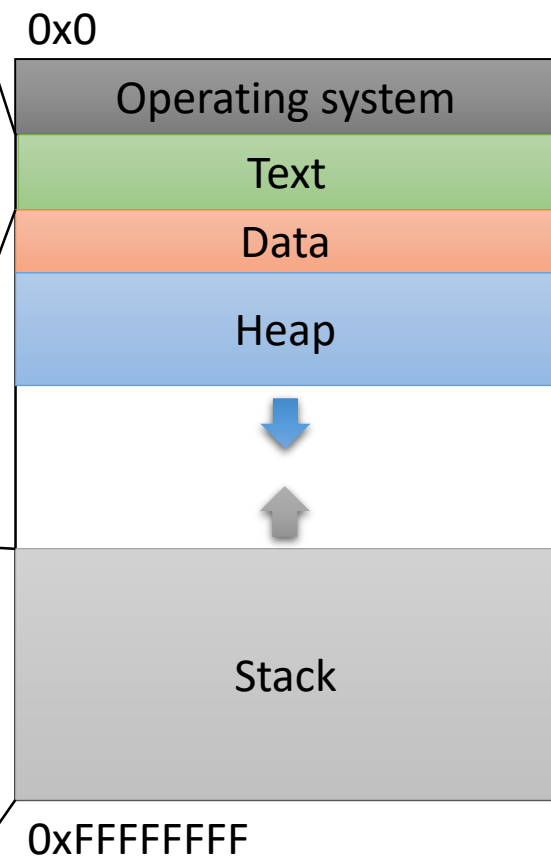 0x0
Operating system
Text
Data
Heap
Stack
0xFFFFFFFF